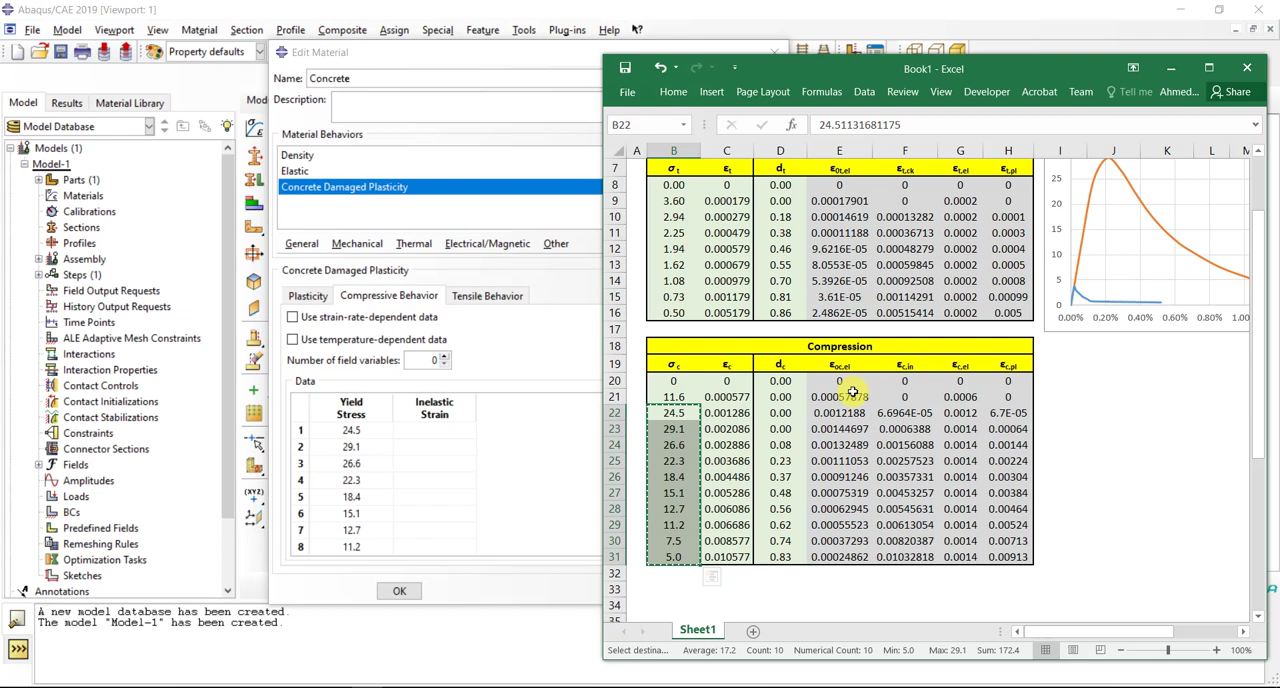 Abaqus/CAE 2019 [Viewport: 1]
File Model Viewport View Material Section Profile Composite Assign Special Feature Tools Plug-ins Help
Property defaults
Edit Material
Name: Concrete
Description:
Model Results Material Library
Model Database
Models (1)
Model-1
Parts (1)
Materials
Calibrations
Sections
Profiles
Assembly
Steps (1)
Field Output Requests
History Output Requests
Time Points
ALE Adaptive Mesh Constraints
Interactions
Interaction Properties
Contact Controls
Contact Initializations
Contact Stabilizations
Constraints
Connector Sections
Fields
Amplitudes
Loads
BCs
Predefined Fields
Remeshing Rules
Optimization Tasks
Sketches
Annotations
A new model database has been created.
The model "Model-1" has been created.
Material Behaviors
Density
Elastic
Concrete Damaged Plasticity
General Mechanical Thermal Electrical/Magnetic Other
Concrete Damaged Plasticity
Plasticity Compressive Behavior Tensile Behavior
Use strain-rate-dependent data
Use temperature-dependent data
Number of field variables: 0
Data
Yield Stress Inelastic Strain
1 24.5
2 29.1
3 26.6
4 22.3
5 18.4
6 15.1
7 12.7
8 11.2
OK
Book1 - Excel
File Home Insert Page Layout Formulas Data Review View Developer Acrobat Team Tell me Ahmed... Share
B22 fx 24.51131681175
A B C D E F G H I J K L M
7 σ t εt dt ε0t,el εt,ck εt,el εt,pl
8 0.00 0 0.00 0 0 0 0
9 3.60 0.000179 0.00 0.00017901 0 0.0002 0
10 2.94 0.000279 0.18 0.00014619 0.00013282 0.0002 0.0001
11 2.25 0.000479 0.38 0.00011188 0.00036713 0.0002 0.0003
12 1.94 0.000579 0.46 9.6216E-05 0.00048279 0.0002 0.0004
13 1.62 0.000679 0.55 8.0553E-05 0.00059845 0.0002 0.0005
14 1.08 0.000979 0.70 5.3926E-05 0.00092508 0.0002 0.0008
15 0.73 0.001179 0.81 3.61E-05 0.00114291 0.0002 0.00099
16 0.50 0.005179 0.86 2.4862E-05 0.00515414 0.0002 0.005
17
18 Compression
19 σ c εc dc εoc,el εc,in εc,el εc,pl
20 0 0 0.00 0 0 0 0
21 11.6 0.000577 0.00 0.00057678 0 0.0006 0
22 24.5 0.001286 0.00 0.0012188 6.6964E-05 0.0012 6.7E-05
23 29.1 0.002086 0.00 0.00144697 0.0006388 0.0014 0.00064
24 26.6 0.002886 0.08 0.00132489 0.00156088 0.0014 0.00144
25 22.3 0.003686 0.23 0.00111053 0.00257523 0.0014 0.00224
26 18.4 0.004486 0.37 0.00091246 0.00357331 0.0014 0.00304
27 15.1 0.005286 0.48 0.00075319 0.00453257 0.0014 0.00384
28 12.7 0.006086 0.56 0.00062945 0.00545631 0.0014 0.00464
29 11.2 0.006686 0.62 0.00055523 0.00613054 0.0014 0.00524
30 7.5 0.008577 0.74 0.00037293 0.00820387 0.0014 0.00713
31 5.0 0.010577 0.83 0.00024862 0.01032818 0.0014 0.00913
32
33
34
25
20
15
10
5
0
0.00% 0.20% 0.40% 0.60% 0.80% 1.00
Sheet1
Select destina... Average: 17.2 Count: 10 Numerical Count: 10 Min: 5.0 Max: 29.1 Sum: 172.4 100%